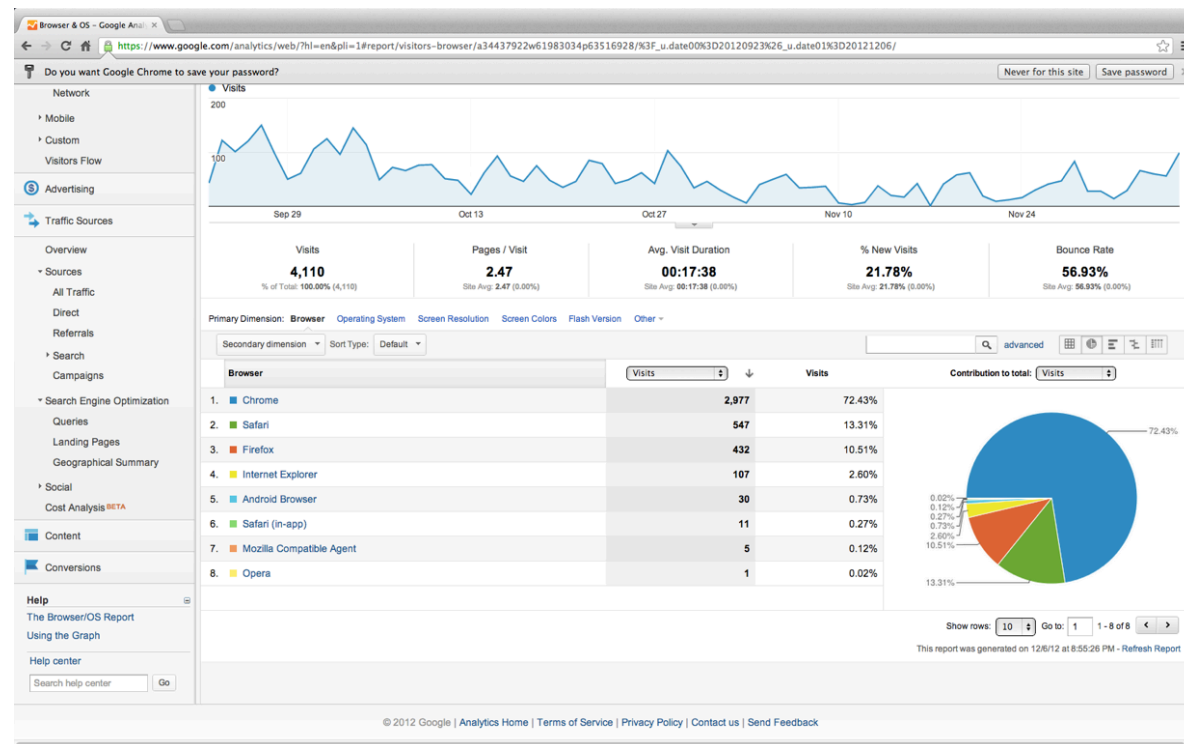 Browser & OS – Google Anal
https://www.google.com/analytics/web/?hl=en&pli=1#report/visitors-browser/a34437922w61983034p63516928/%3F_u.date00%3D20120923%26_u.date01%3D20121206/
Do you want Google Chrome to save your password? Never for this site Save password
Network
Mobile
Custom
Visitors Flow
Advertising
Traffic Sources
Overview
Sources
All Traffic
Direct
Referrals
Search
Campaigns
Search Engine Optimization
Queries
Landing Pages
Geographical Summary
Social
Cost Analysis BETA
Content
Conversions
Help
The Browser/OS Report
Using the Graph
Help center
Search help center Go
Visits
200
100
Sep 29 Oct 13 Oct 27 Nov 10 Nov 24
Visits Pages / Visit Avg. Visit Duration % New Visits Bounce Rate
4,110 2.47 00:17:38 21.78% 56.93%
% of Total: 100.00% (4,110) Site Avg: 2.47 (0.00%) Site Avg: 00:17:38 (0.00%) Site Avg: 21.78% (0.00%) Site Avg: 56.93% (0.00%)
Primary Dimension: Browser Operating System Screen Resolution Screen Colors Flash Version Other
Secondary dimension Sort Type: Default advanced
Browser Visits Visits Contribution to total: Visits
1. Chrome 2,977 72.43%
2. Safari 547 13.31%
3. Firefox 432 10.51%
4. Internet Explorer 107 2.60%
5. Android Browser 30 0.73%
6. Safari (in-app) 11 0.27%
7. Mozilla Compatible Agent 5 0.12%
8. Opera 1 0.02%
72.43%
0.02%
0.12%
0.27%
0.73%
2.60%
10.51%
13.31%
Show rows: 10 Go to: 1 1 - 8 of 8
This report was generated on 12/6/12 at 8:55:26 PM - Refresh Report
© 2012 Google | Analytics Home | Terms of Service | Privacy Policy | Contact us | Send Feedback